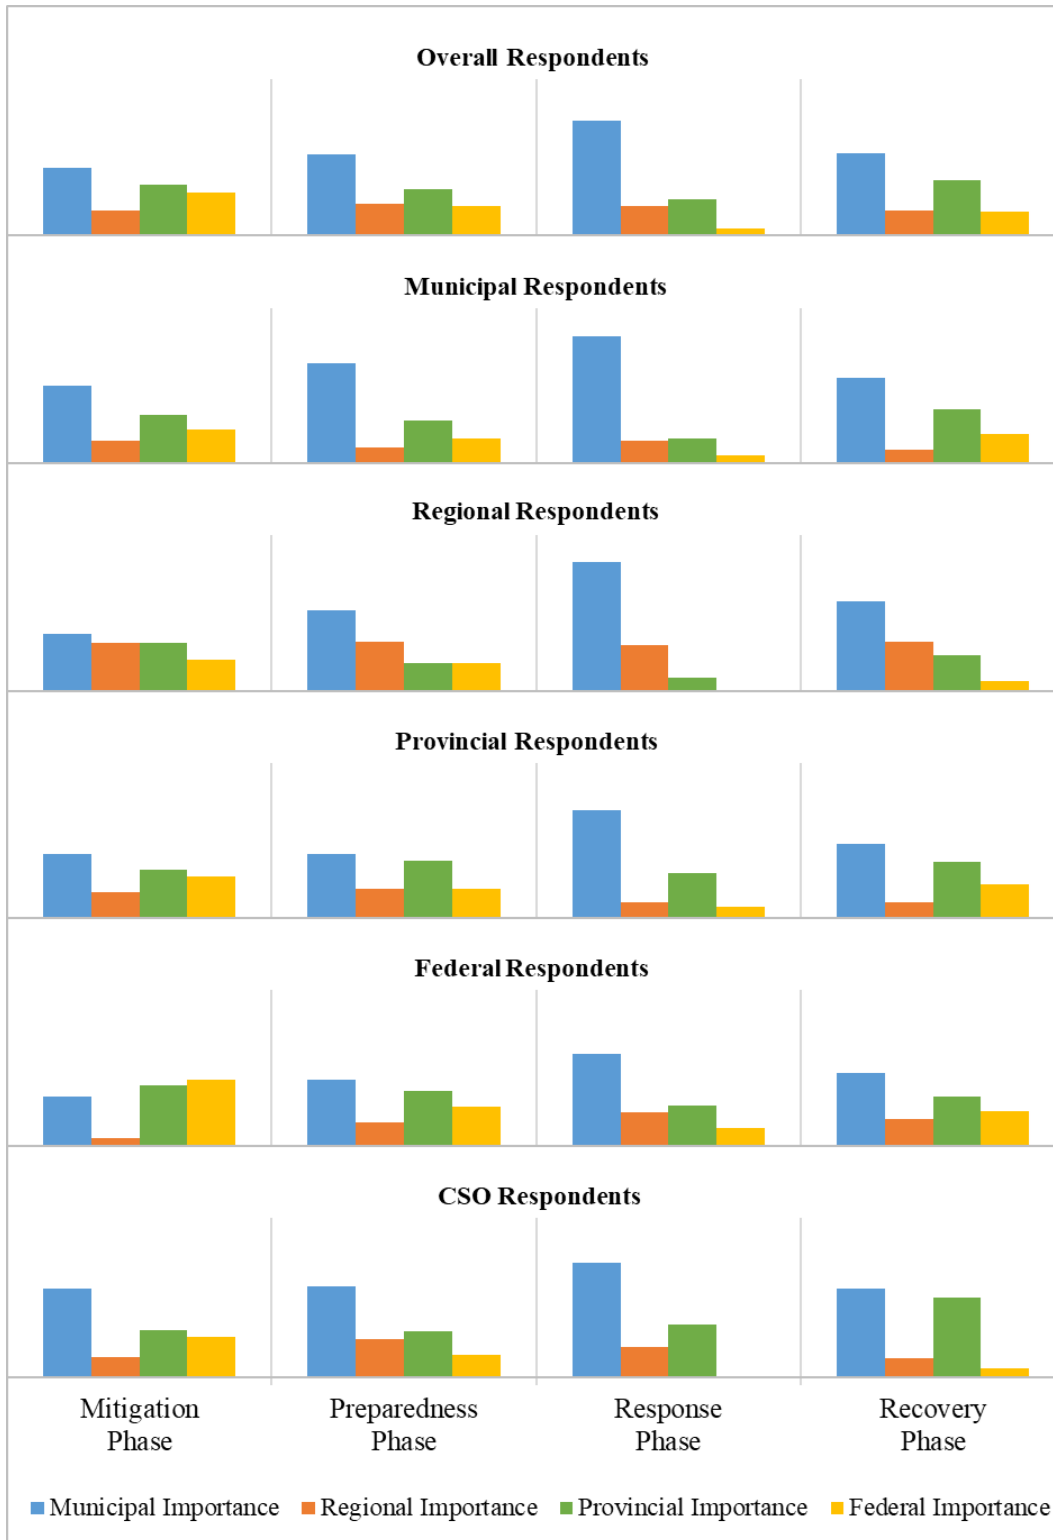 Overall Respondents
Municipal Respondents
Regional Respondents
Provincial Respondents
Federal Respondents
CSO Respondents
Mitigation Phase
Preparedness Phase
Response Phase
Recovery Phase
Municipal Importance
Regional Importance
Provincial Importance
Federal Importance